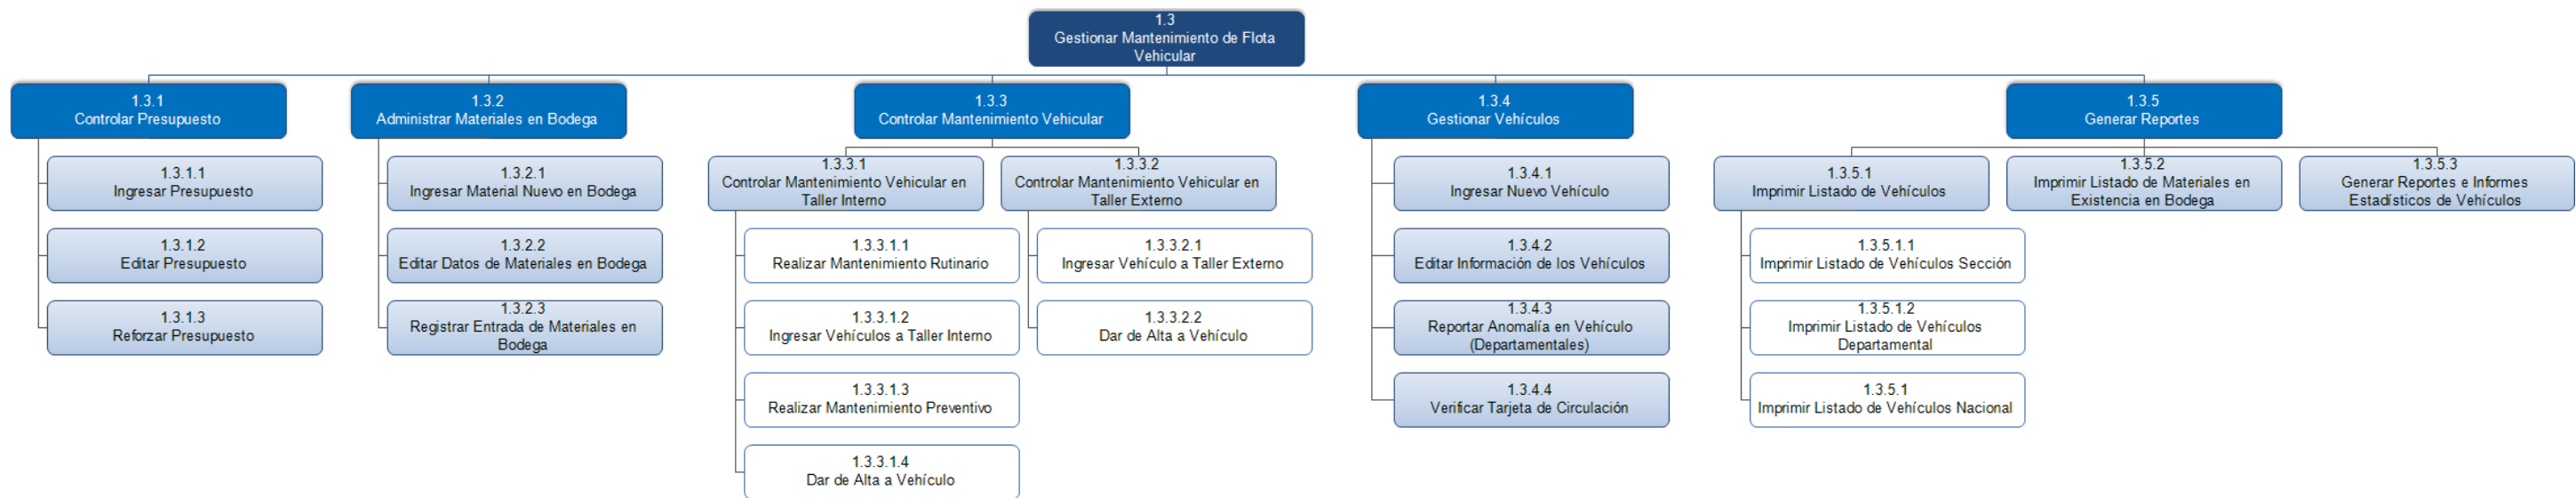 1.3
Gestionar Mantenimiento de Flota
Vehicular
1.3.1
Controlar Presupuesto
1.3.1.1
Ingresar Presupuesto
1.3.1.2
Editar Presupuesto
1.3.1.3
Reforzar Presupuesto
1.3.2
Administrar Materiales en Bodega
1.3.2.1
Ingresar Material Nuevo en Bodega
1.3.2.2
Editar Datos de Materiales en Bodega
1.3.2.3
Registrar Entrada de Materiales en
Bodega
1.3.3
Controlar Mantenimiento Vehicular
1.3.3.1
Controlar Mantenimiento Vehicular en
Taller Interno
1.3.3.1.1
Realizar Mantenimiento Rutinario
1.3.3.1.2
Ingresar Vehículos a Taller Interno
1.3.3.1.3
Realizar Mantenimiento Preventivo
1.3.3.1.4
Dar de Alta a Vehículo
1.3.3.2
Controlar Mantenimiento Vehicular en
Taller Externo
1.3.3.2.1
Ingresar Vehículo a Taller Externo
1.3.3.2.2
Dar de Alta a Vehículo
1.3.4
Gestionar Vehículos
1.3.4.1
Ingresar Nuevo Vehículo
1.3.4.2
Editar Información de los Vehículos
1.3.4.3
Reportar Anomalía en Vehículo
(Departamentales)
1.3.4.4
Verificar Tarjeta de Circulación
1.3.5
Generar Reportes
1.3.5.1
Imprimir Listado de Vehículos
1.3.5.1.1
Imprimir Listado de Vehículos Sección
1.3.5.1.2
Imprimir Listado de Vehículos
Departamental
1.3.5.1
Imprimir Listado de Vehículos Nacional
1.3.5.2
Imprimir Listado de Materiales en
Existencia en Bodega
1.3.5.3
Generar Reportes e Informes
Estadísticos de Vehículos